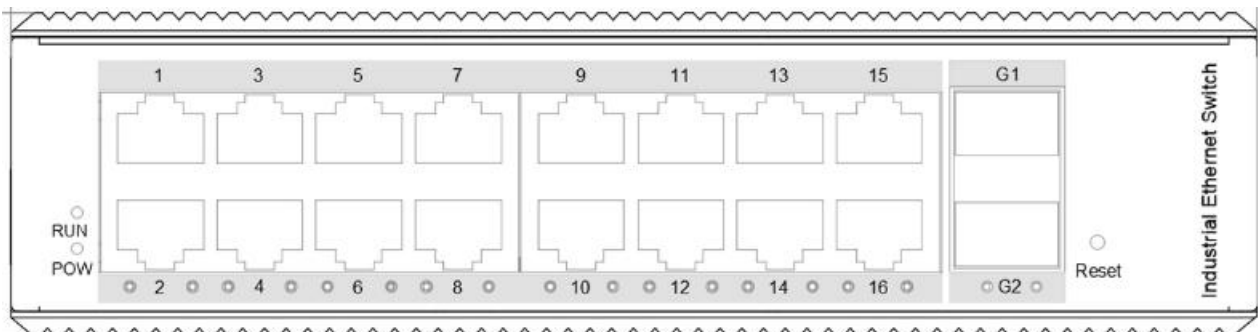 1 3 5 7 9 11 13 15 G1
RUN
POW
2 4 6 8 10 12 14 16 G2
Reset
Industrial Ethernet Switch